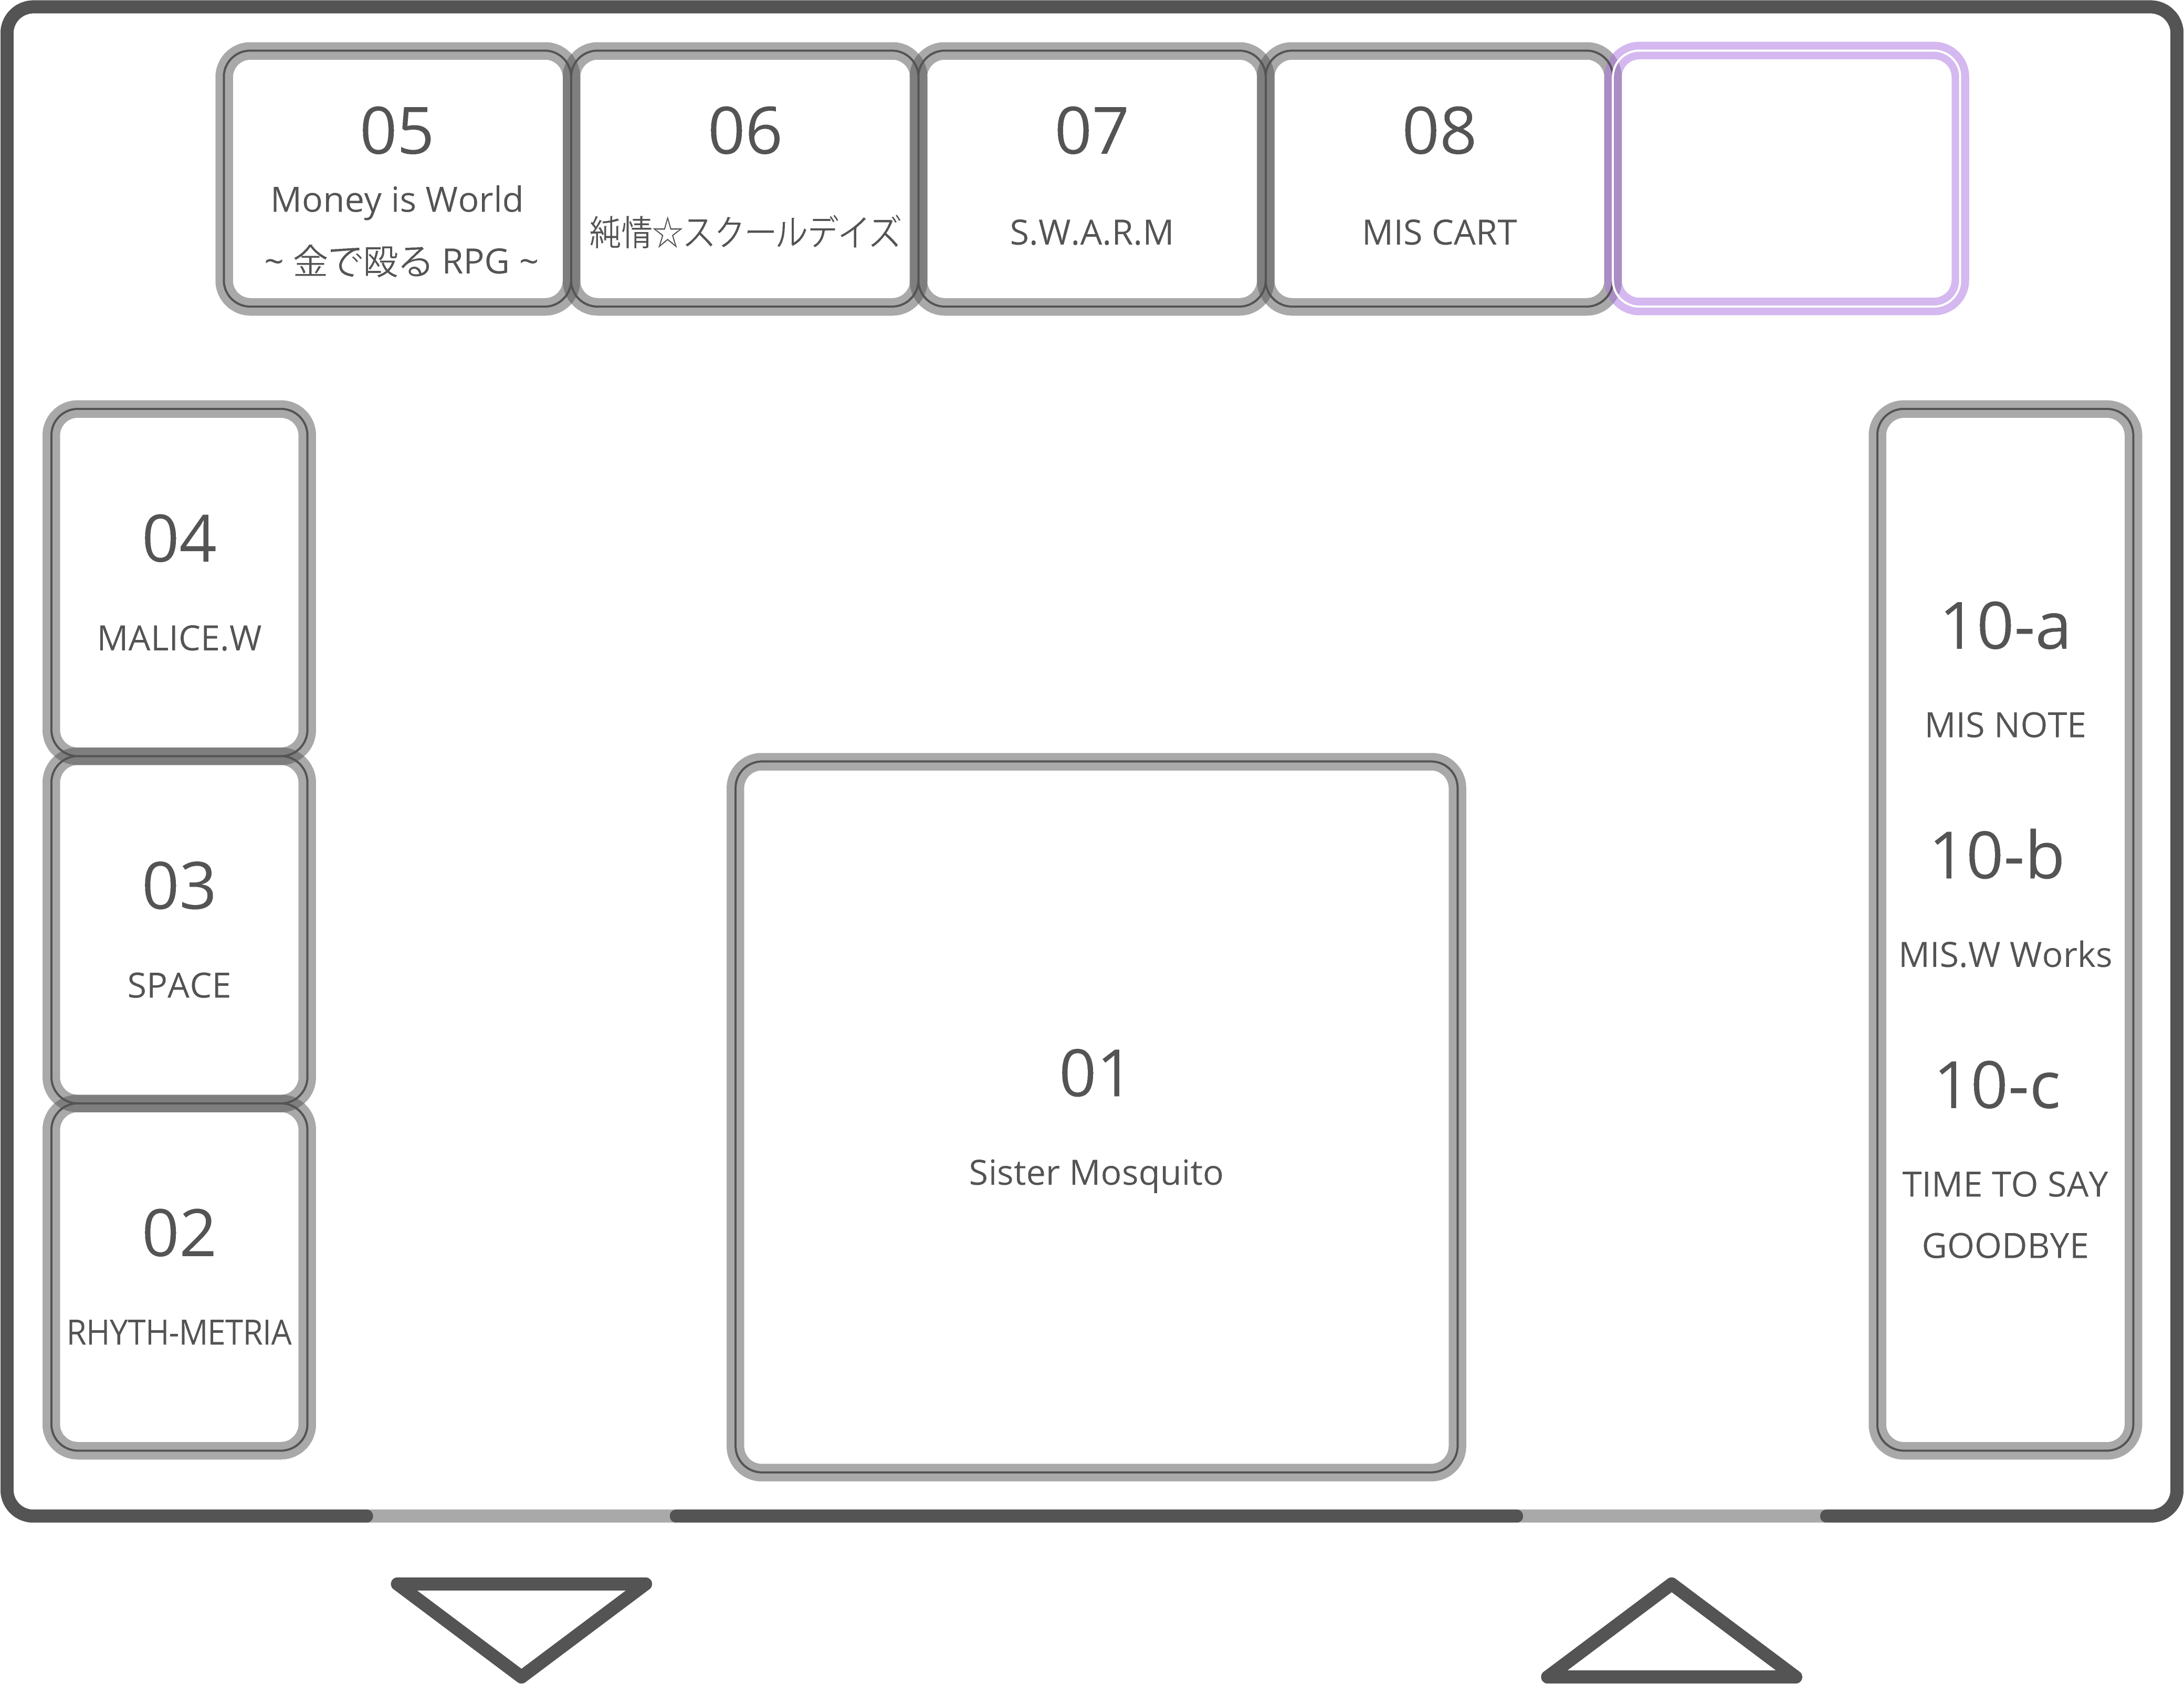 05
Money is World
~ 金で殴る RPG ~
06
純情☆スクールデイズ
07
S.W.A.R.M
08
MIS CART
04
MALICE.W
03
SPACE
02
RHYTH-METRIA
01
Sister Mosquito
10-a
MIS NOTE
10-b
MIS.W Works
10-c
TIME TO SAY
GOODBYE